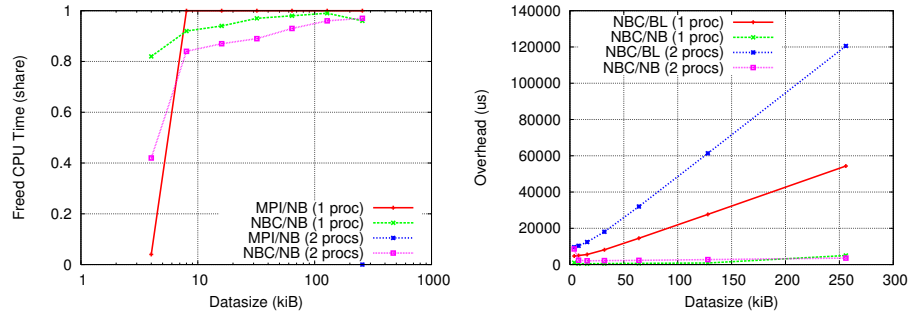 1
0.8
0.6
0.4
0.2
0
Freed CPU Time (share)
MPI/NB (1 proc)
NBC/NB (1 proc)
MPI/NB (2 procs)
NBC/NB (2 procs)
1 10 100 1000
Datasize (kiB)
140000
120000
100000
80000
60000
40000
20000
0
Overhead (us)
NBC/BL (1 proc)
NBC/NB (1 proc)
NBC/BL (2 procs)
NBC/NB (2 procs)
0 50 100 150 200 250 300
Datasize (kiB)